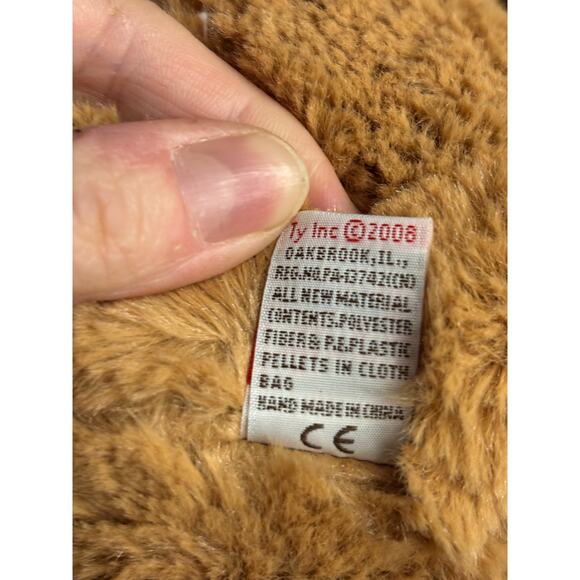 Ty Inc ©2008
OAKBROOK,IL.,
REG.NO.PA-13742(CN)
ALL NEW MATERIAL
CONTENTS:POLYESTER
FIBER & P.E.PLASTIC
PELLETS IN CLOTH
BAG
HAND MADE IN CHINA
CE